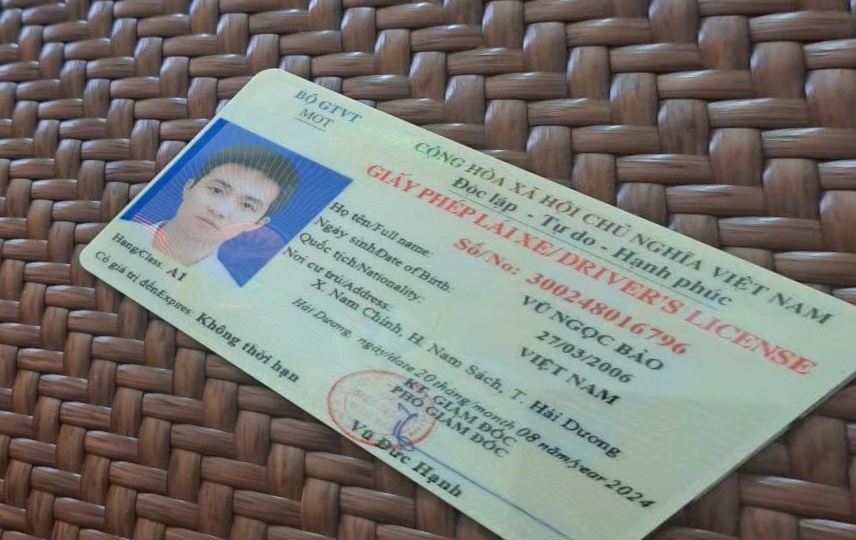 BỘ GTVT
MOT
CỘNG HÒA XÃ HỘI CHỦ NGHĨA VIỆT NAM
Độc lập - Tự do - Hạnh phúc
GIẤY PHÉP LÁI XE/DRIVER'S LICENSE
Số/No: 300248016796
Họ tên/Full name: VŨ NGỌC BẢO
Ngày sinh/Date of Birth: 27/03/2006
Quốc tịch/Nationality: VIỆT NAM
Nơi cư trú/Address:
X. Nam Chính, H. Nam Sách, T. Hải Dương
Hải Dương, ngày/date 20 tháng/month 08 năm/year 2024
KT. GIÁM ĐỐC
PHÓ GIÁM ĐỐC
Hạng/Class: A1
Có giá trị đến/Expires: Không thời hạn
Vũ Đức Hạnh